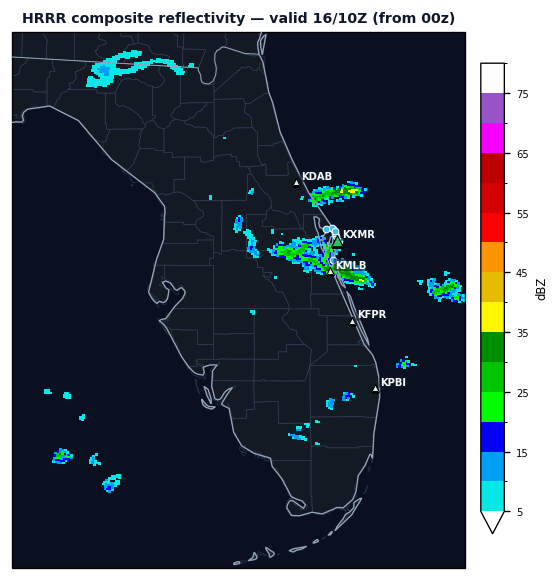 HRRR composite reflectivity — valid 16/10Z (from 00z)
KDAB
KXMR
KMLB
KFPR
KPBI
75
65
55
45
35
25
15
5
dBZ